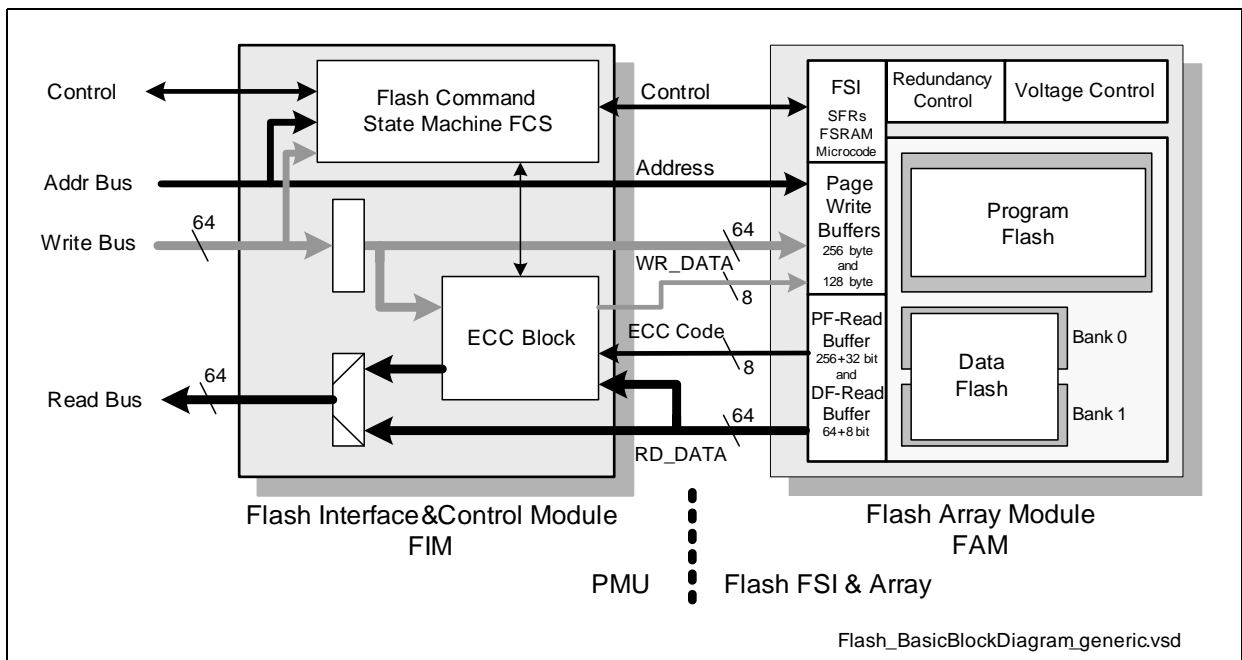 Control
Addr Bus
64
Write Bus
64
Read Bus
Flash Command
State Machine FCS
ECC Block
Control
Address
64
WR_DATA
8
ECC Code
8
64
RD_DATA
FSI
SFRs
FSRAM
Microcode
Redundancy
Control
Voltage Control
Page
Write
Buffers
256 byte
and
128 byte
PF-Read
Buffer
256+32 bit
and
DF-Read
Buffer
64+8 bit
Program
Flash
Data
Flash
Bank 0
Bank 1
Flash Interface&Control Module
FIM
Flash Array Module
FAM
PMU
Flash FSI & Array
Flash_BasicBlockDiagram_generic.vsd